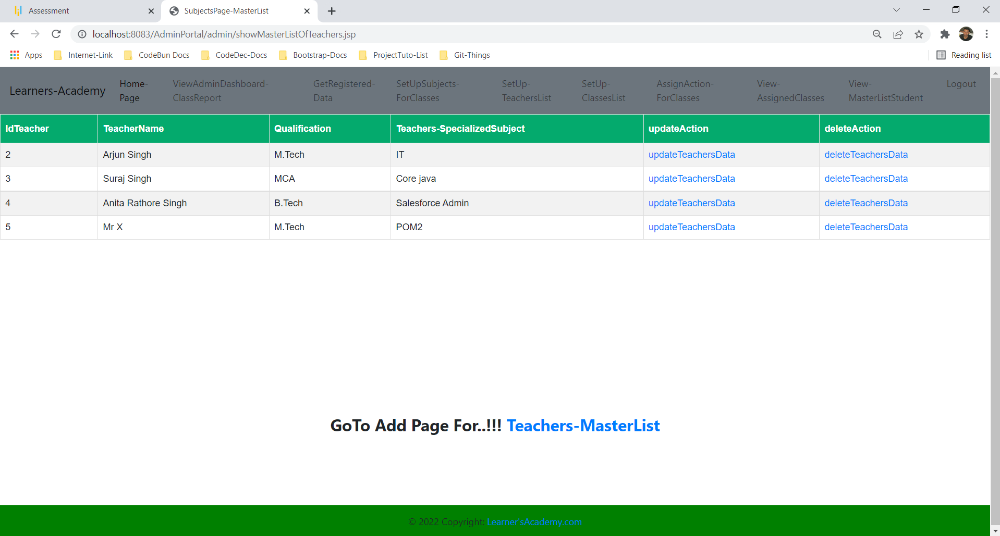 Assessment
SubjectsPage-MasterList
localhost:8083/AdminPortal/admin/showMasterListOfTeachers.jsp
Apps Internet-Link CodeBun Docs CodeDec-Docs Bootstrap-Docs ProjectTuto-List Git-Things Reading list
Learners-Academy
Home-
Page
ViewAdminDashboard-
ClassReport
GetRegistered-
Data
SetUpSubjects-
ForClasses
SetUp-
TeachersList
SetUp-
ClassesList
AssignAction-
ForClasses
View-
AssignedClasses
View-
MasterListStudent
Logout
IdTeacher TeacherName Qualification Teachers-SpecializedSubject updateAction deleteAction
2 Arjun Singh M.Tech IT updateTeachersData deleteTeachersData
3 Suraj Singh MCA Core java updateTeachersData deleteTeachersData
4 Anita Rathore Singh B.Tech Salesforce Admin updateTeachersData deleteTeachersData
5 Mr X M.Tech POM2 updateTeachersData deleteTeachersData
GoTo Add Page For..!!! Teachers-MasterList
© 2022 Copyright: Learner'sAcademy.com